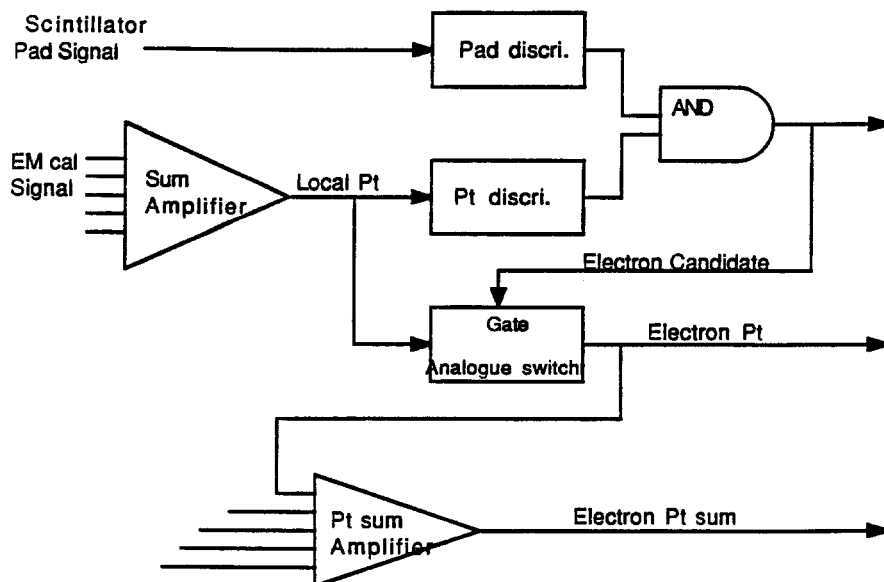 Scintillator
Pad Signal
Pad discri.
AND
EM cal
Signal
Sum
Amplifier
Local Pt
Pt discri.
Electron Candidate
Gate
Analogue switch
Electron Pt
Pt sum
Amplifier
Electron Pt sum